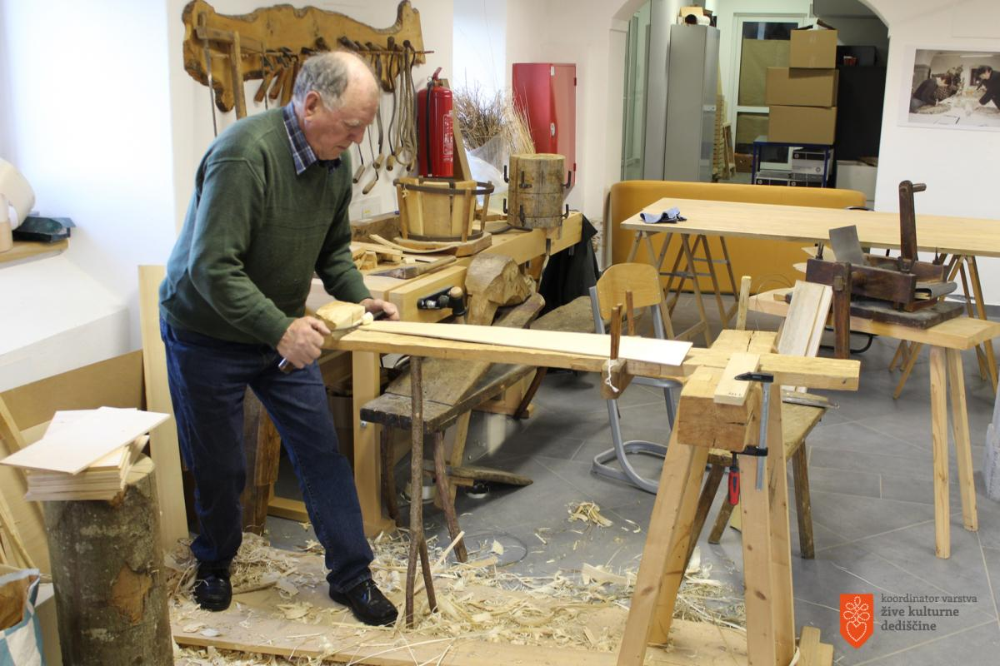 koordinator varstva
žive kulturne
dediščine